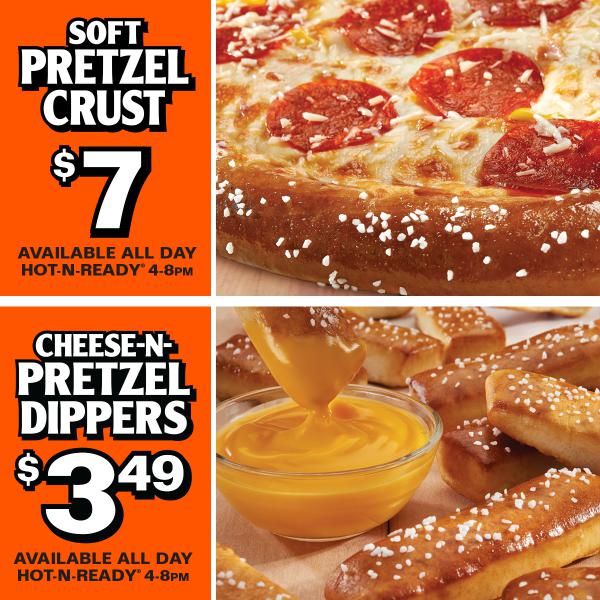 SOFT
PRETZEL
CRUST
$7
AVAILABLE ALL DAY
HOT-N-READY® 4-8PM
CHEESE-N-
PRETZEL
DIPPERS
$3 49
AVAILABLE ALL DAY
HOT-N-READY® 4-8PM